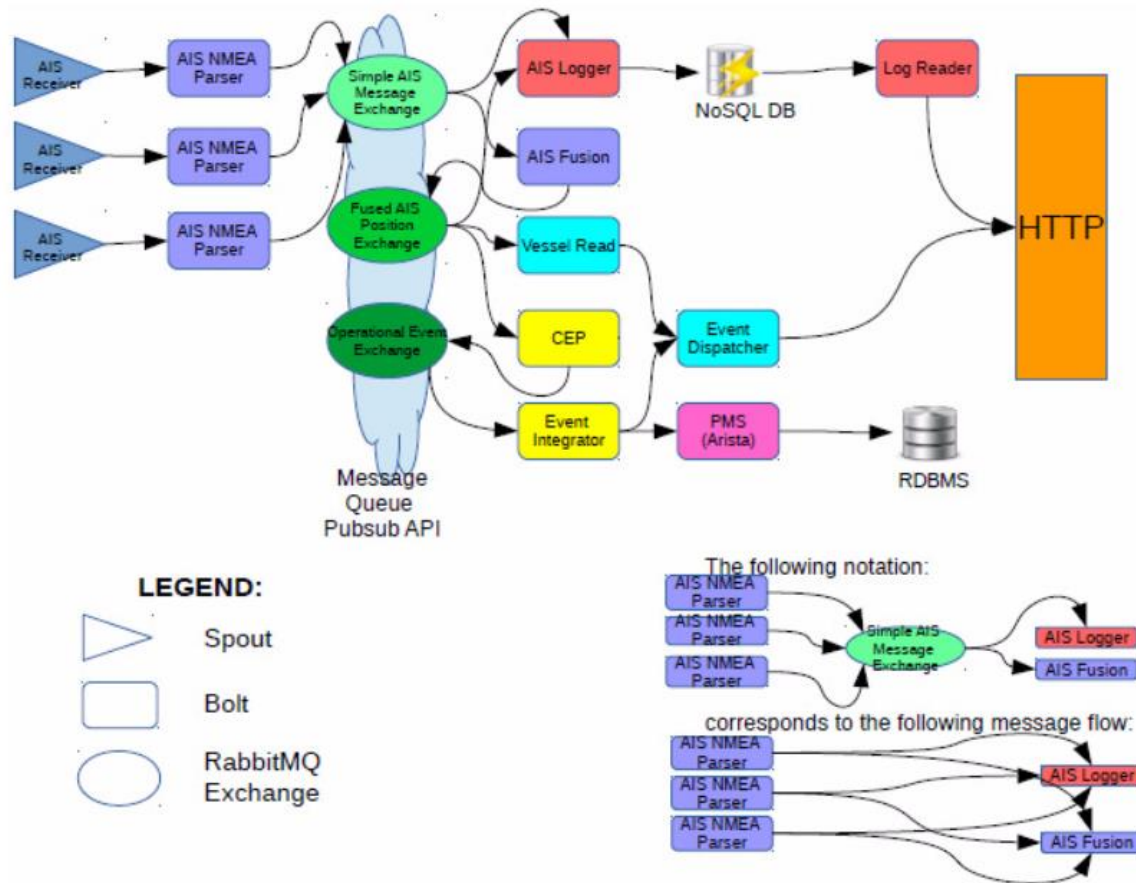 AIS
Receiver
AIS NMEA
Parser
Simple AIS
Message
Exchange
AIS Logger
NoSQL DB
Log Reader
AIS
Receiver
AIS NMEA
Parser
AIS Fusion
AIS
Receiver
AIS NMEA
Parser
Fused AIS
Position
Exchange
Vessel Read
HTTP
Operational Event
Exchange
CEP
Event
Dispatcher
Event
Integrator
PMS
(Arista)
RDBMS
Message
Queue
Pubsub API
LEGEND:
Spout
Bolt
RabbitMQ
Exchange
The following notation:
AIS NMEA
Parser
AIS NMEA
Parser
AIS NMEA
Parser
Simple AIS
Message
Exchange
AIS Logger
AIS Fusion
corresponds to the following message flow:
AIS NMEA
Parser
AIS NMEA
Parser
AIS NMEA
Parser
AIS Logger
AIS Fusion